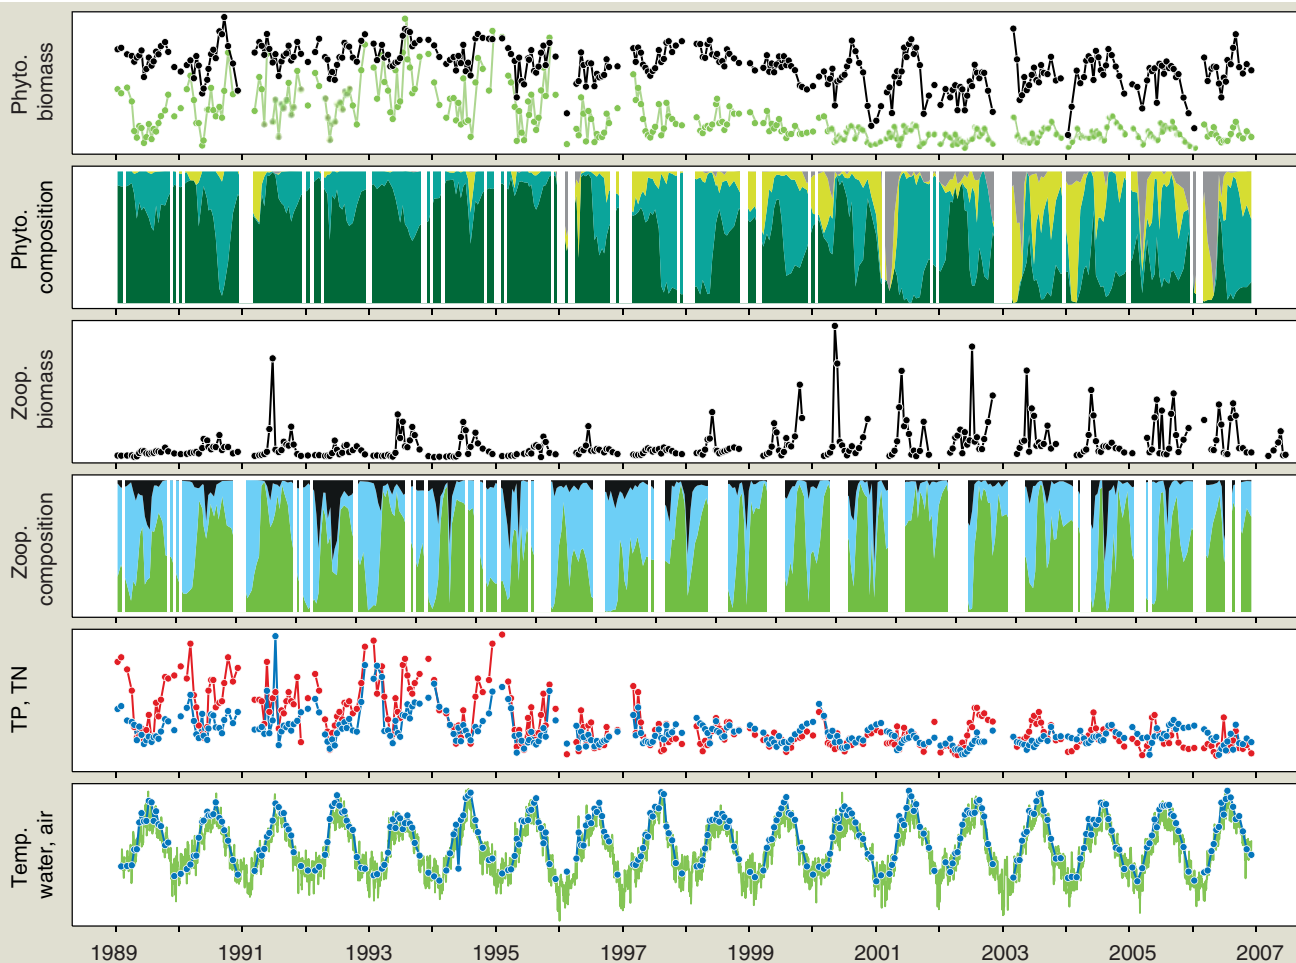 Phyto.
biomass
Phyto.
composition
Zoop.
biomass
Zoop.
composition
TP, TN
Temp.
water, air
1989 1991 1993 1995 1997 1999 2001 2003 2005 2007